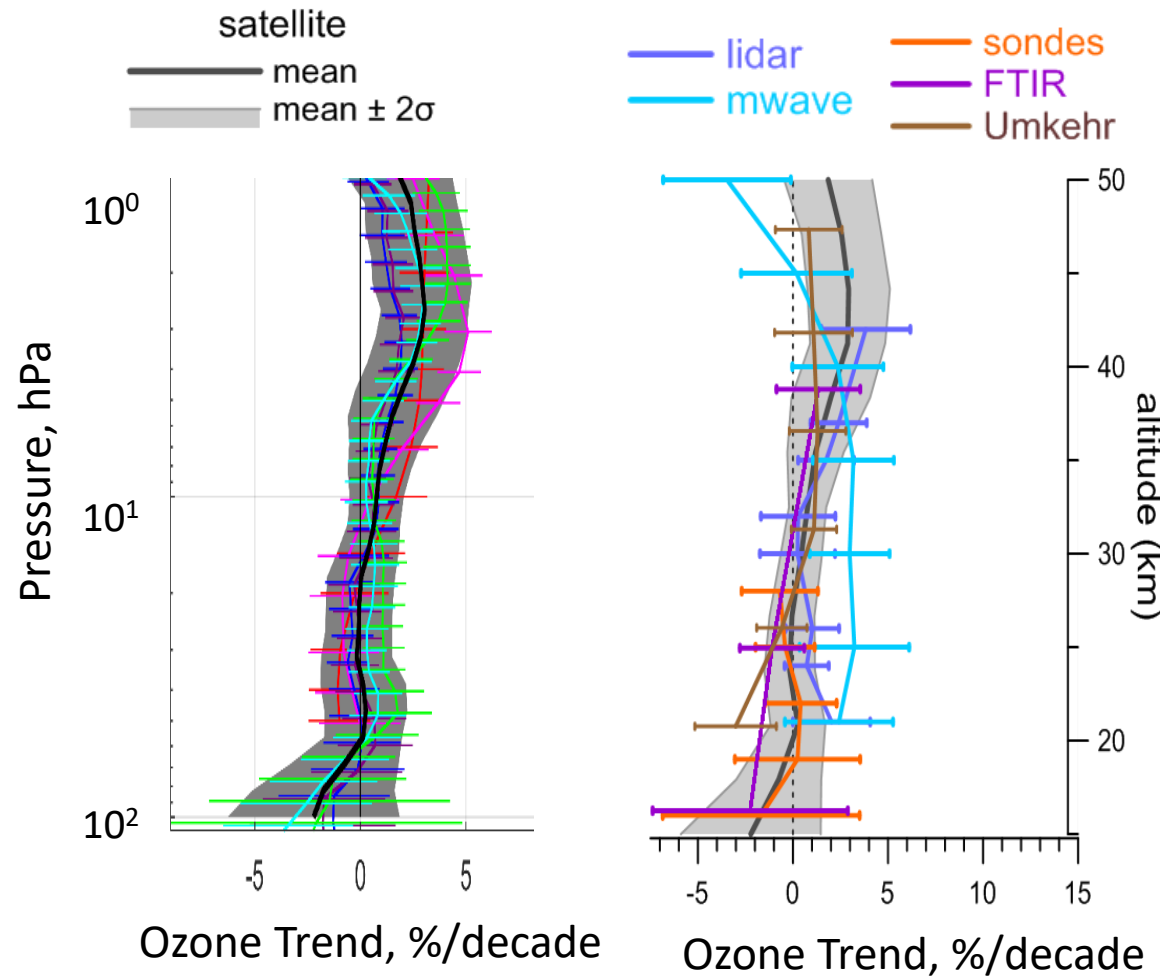 satellite
mean
mean ± 2σ
lidar
mwave
sondes
FTIR
Umkehr
Pressure, hPa
10⁰
10¹
10²
-5 0 5
Ozone Trend, %/decade
50
40
30
20
altitude (km)
-5 0 5 10 15
Ozone Trend, %/decade